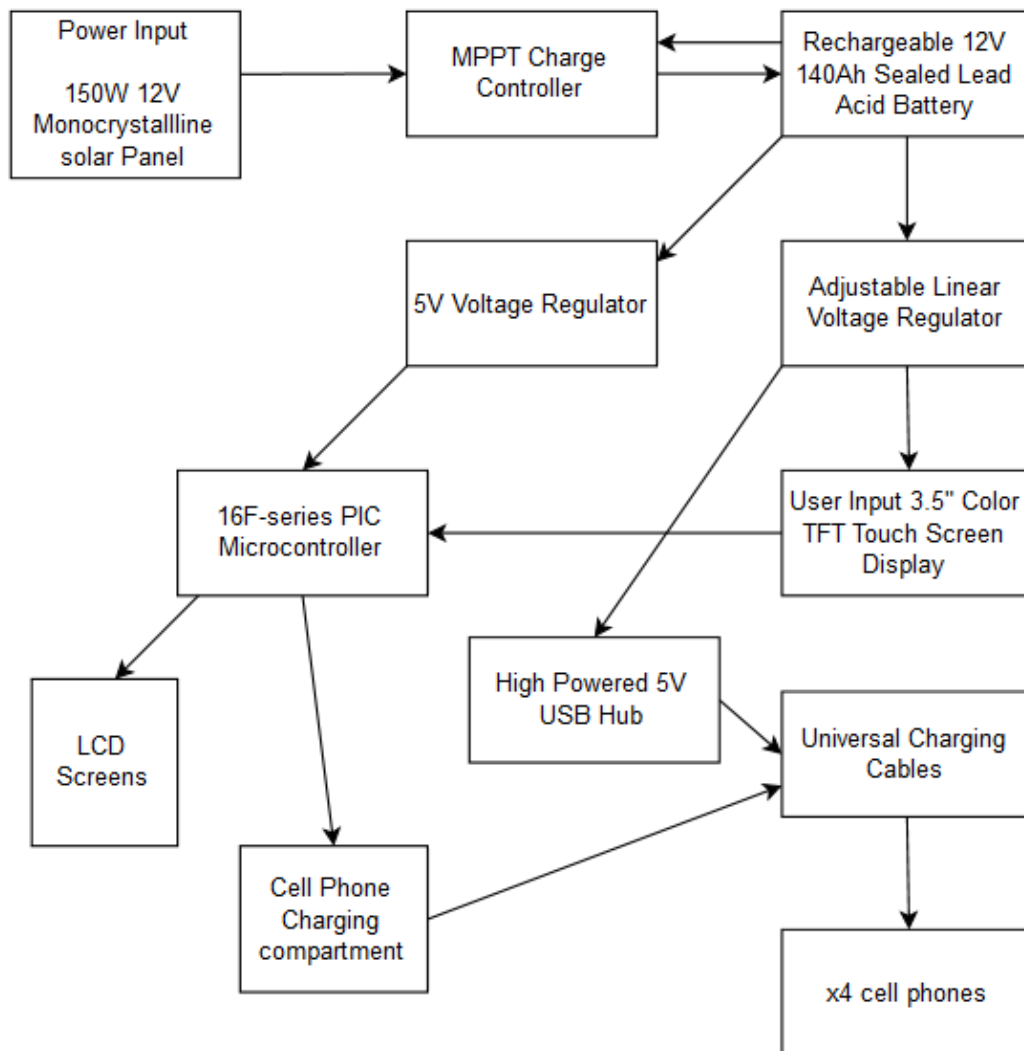 Power Input
150W 12V
Monocrystallline
solar Panel
MPPT Charge
Controller
Rechargeable 12V
140Ah Sealed Lead
Acid Battery
5V Voltage Regulator
Adjustable Linear
Voltage Regulator
16F-series PIC
Microcontroller
User Input 3.5" Color
TFT Touch Screen
Display
LCD
Screens
High Powered 5V
USB Hub
Universal Charging
Cables
Cell Phone
Charging
compartment
x4 cell phones